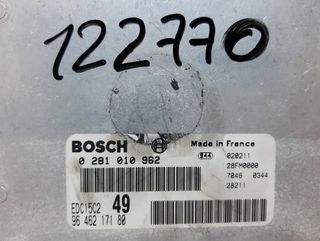 122770
BOSCH
Made in France
0 281 010 962
020211
28FM0000
7046 0344
28211
EDC15C2 49
96 462 171 80